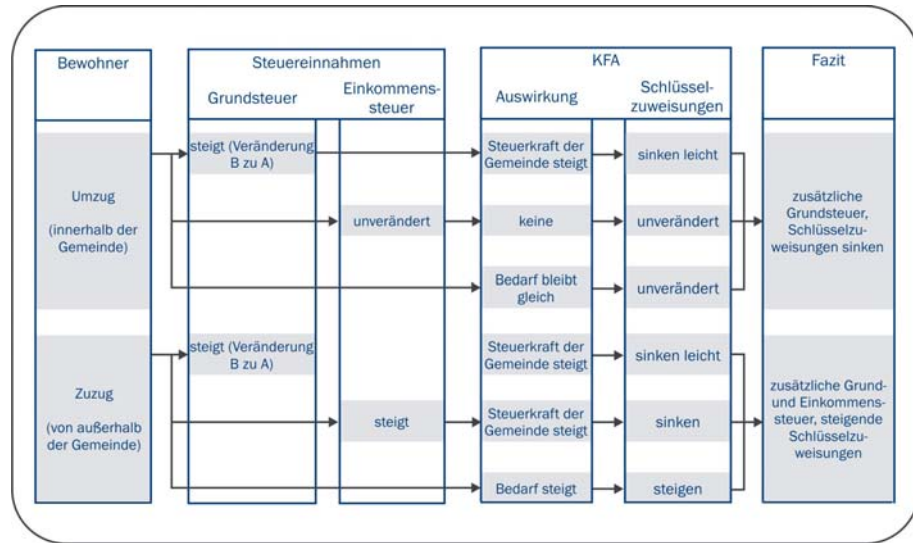 Bewohner
Steuereinnahmen
Grundsteuer
Einkommens-
steuer
KFA
Auswirkung
Schlüssel-
zuweisungen
Fazit
Umzug
(innerhalb der
Gemeinde)
steigt (Veränderung
B zu A)
Steuerkraft der
Gemeinde steigt
sinken leicht
unverändert
keine
unverändert
Bedarf bleibt
gleich
unverändert
zusätzliche
Grundsteuer,
Schlüsselzu-
weisungen sinken
Zuzug
(von außerhalb
der Gemeinde)
steigt (Veränderung
B zu A)
Steuerkraft der
Gemeinde steigt
sinken leicht
steigt
Steuerkraft der
Gemeinde steigt
sinken
Bedarf steigt
steigen
zusätzliche Grund-
und Einkommens-
steuer, steigende
Schlüsselzu-
weisungen